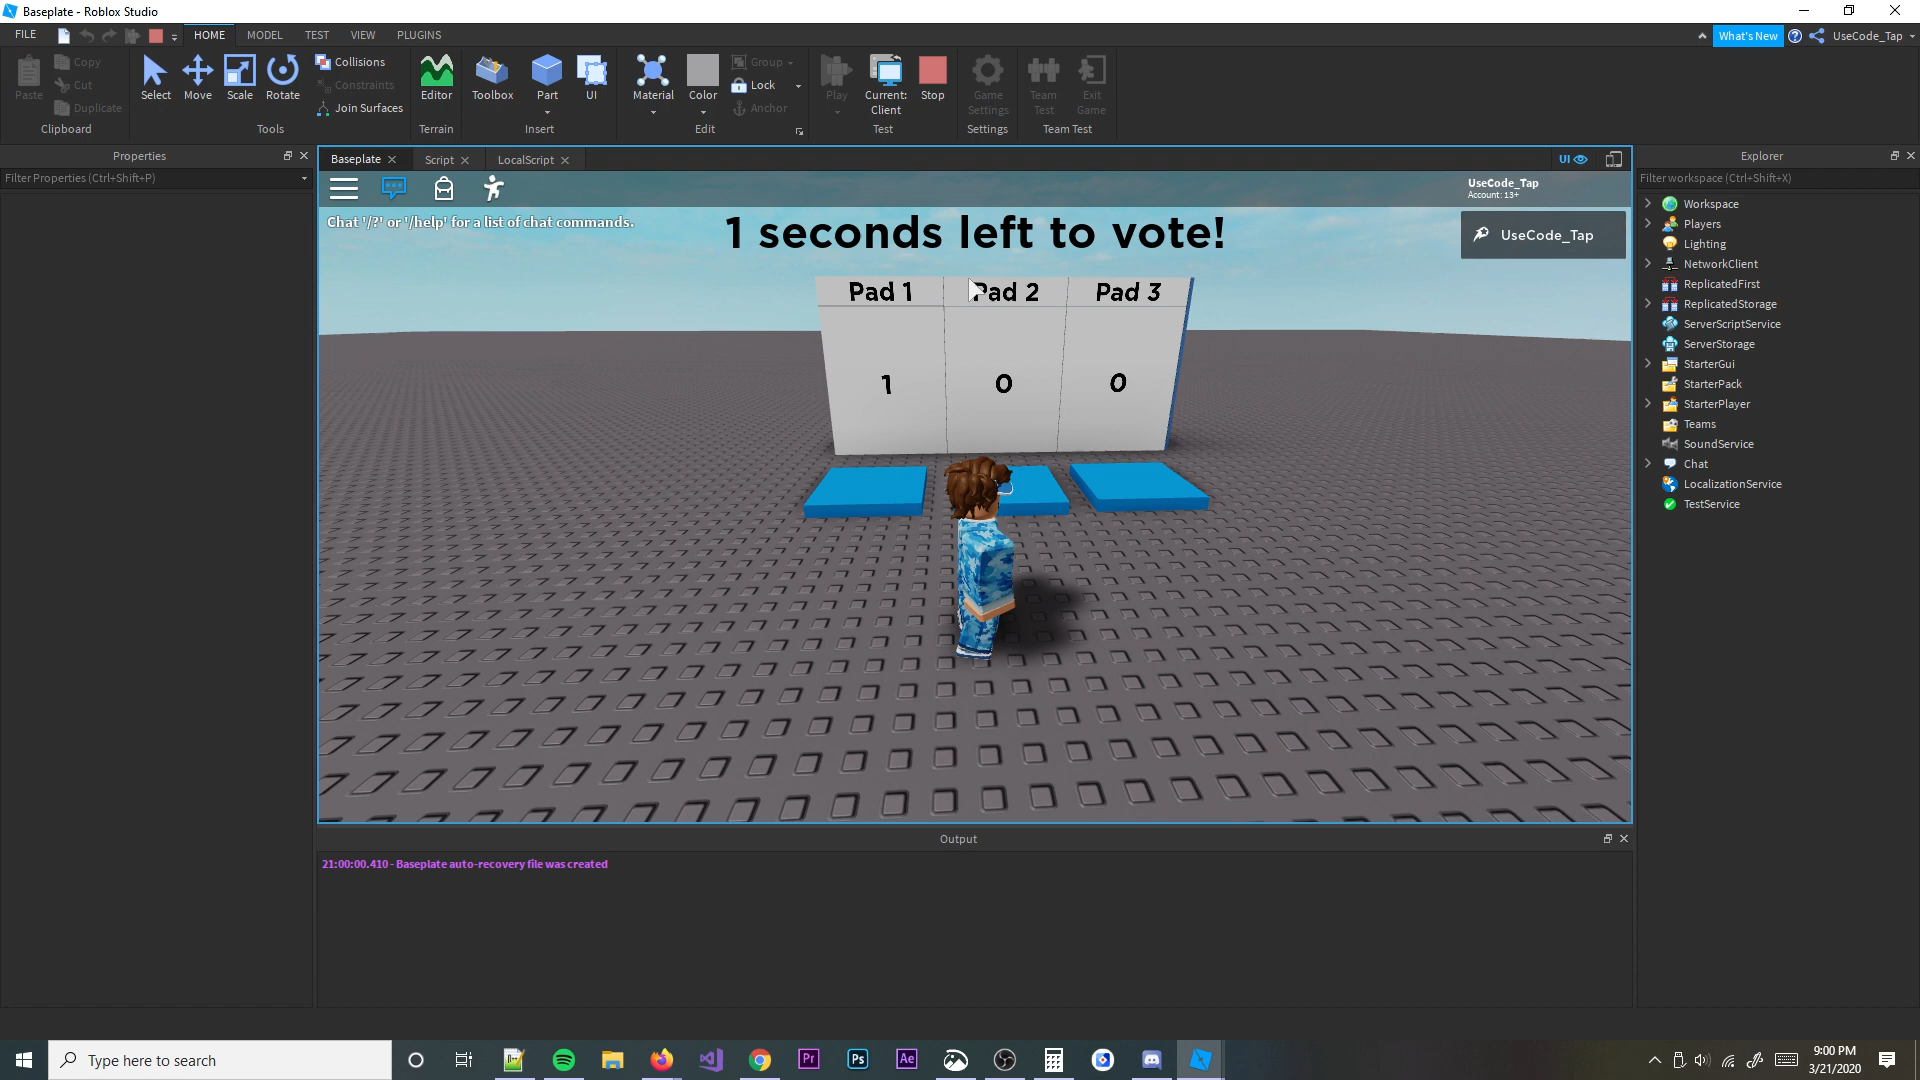 Baseplate - Roblox Studio
FILE HOME MODEL TEST VIEW PLUGINS What's New UseCode_Tap
Paste Copy Cut Duplicate
Select Move Scale Rotate
Collisions Constraints Join Surfaces
Editor Toolbox Part UI
Material Color Group Lock Anchor
Play Current: Client Stop
Game Settings Team Test Exit Game
Clipboard Tools Terrain Insert Edit Test Settings Team Test
Properties
Filter Properties (Ctrl+Shift+P)
Baseplate Script LocalScript UI
UseCode_Tap
Account: 13+
Chat '/?' or '/help' for a list of chat commands.
1 seconds left to vote!
UseCode_Tap
Pad 1 Pad 2 Pad 3
1 0 0
Output
21:00:00.410 - Baseplate auto-recovery file was created
Explorer
Filter workspace (Ctrl+Shift+X)
Workspace
Players
Lighting
NetworkClient
ReplicatedFirst
ReplicatedStorage
ServerScriptService
ServerStorage
StarterGui
StarterPack
StarterPlayer
Teams
SoundService
Chat
LocalizationService
TestService
Type here to search
Pr Ps Ae
9:00 PM
3/21/2020